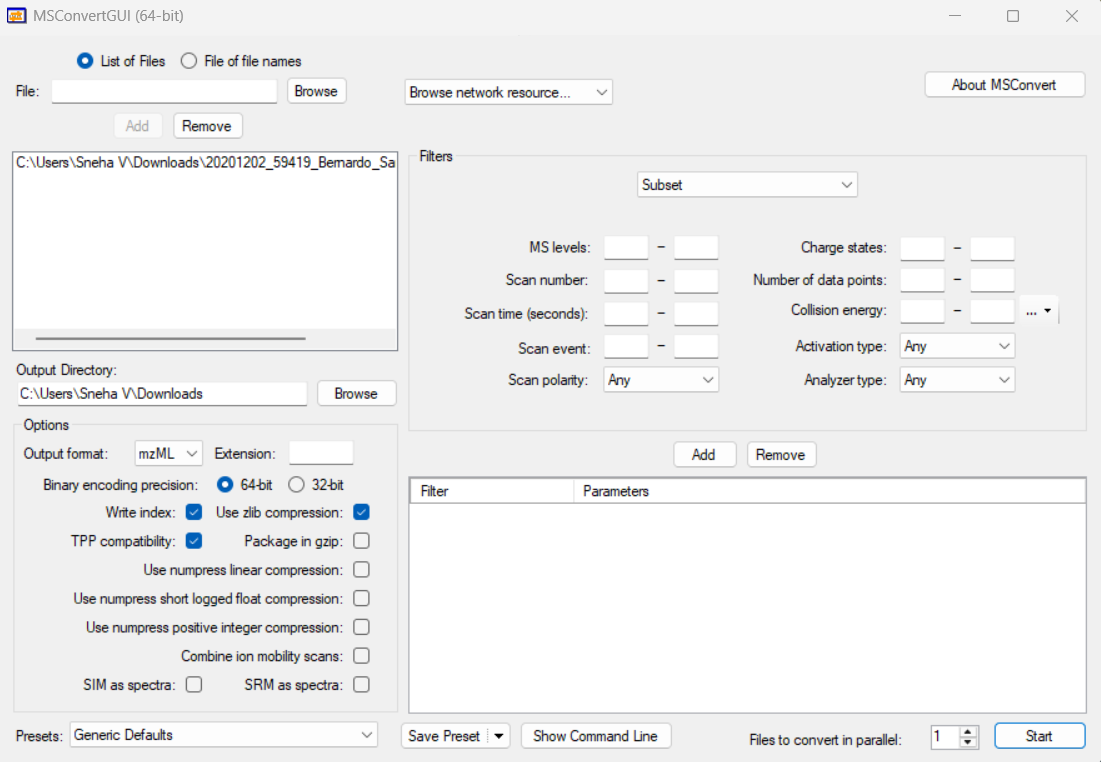 MSConvertGUI (64-bit)
List of Files File of file names
File: Browse Browse network resource... About MSConvert
Add Remove
C:\Users\Sneha V\Downloads\20201202_59419_Bernardo_Sa
Filters
Subset
MS levels: – Charge states: –
Scan number: – Number of data points: –
Scan time (seconds): – Collision energy: – ...
Scan event: – Activation type: Any
Scan polarity: Any Analyzer type: Any
Output Directory:
C:\Users\Sneha V\Downloads Browse
Options
Output format: mzML Extension:
Binary encoding precision: 64-bit 32-bit
Write index: Use zlib compression:
TPP compatibility: Package in gzip:
Use numpress linear compression:
Use numpress short logged float compression:
Use numpress positive integer compression:
Combine ion mobility scans:
SIM as spectra: SRM as spectra:
Add Remove
Filter Parameters
Presets: Generic Defaults Save Preset Show Command Line Files to convert in parallel: 1 Start